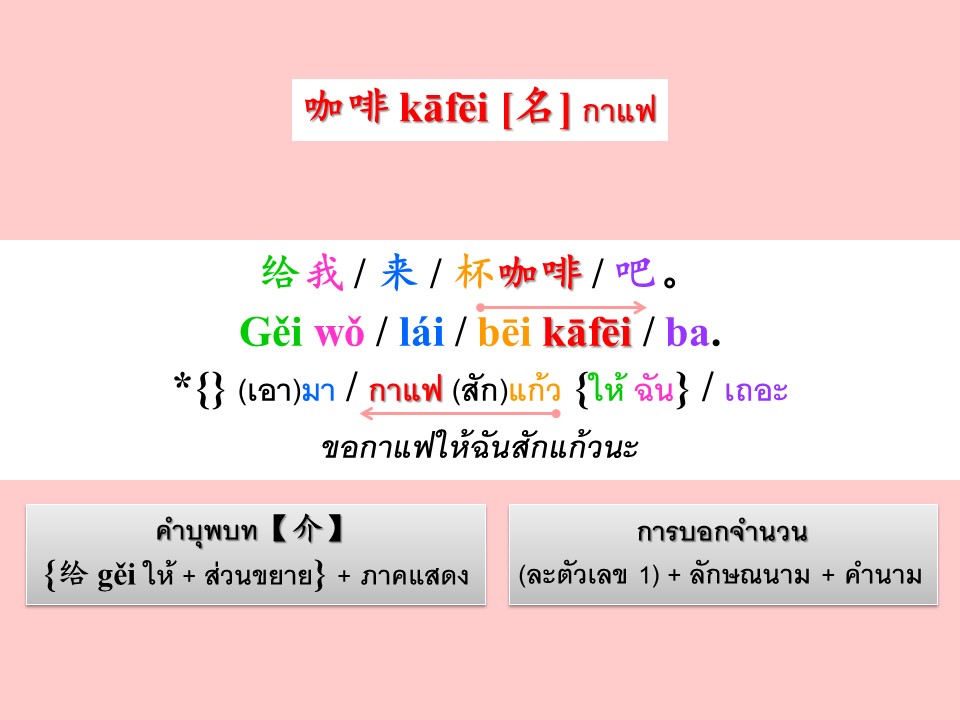 咖啡 kāfēi [名] กาแฟ
给我 / 来 / 杯咖啡 / 吧。
Gěi wǒ / lái / bēi kāfēi / ba.
*{} (เอา)มา / กาแฟ (สัก)แก้ว {ให้ ฉัน} / เถอะ
ขอกาแฟให้ฉันสักแก้วนะ
คำบุพบท【介】
{给 gěi ให้ + ส่วนขยาย} + ภาคแสดง
การบอกจำนวน
(ละตัวเลข 1) + ลักษณนาม + คำนาม